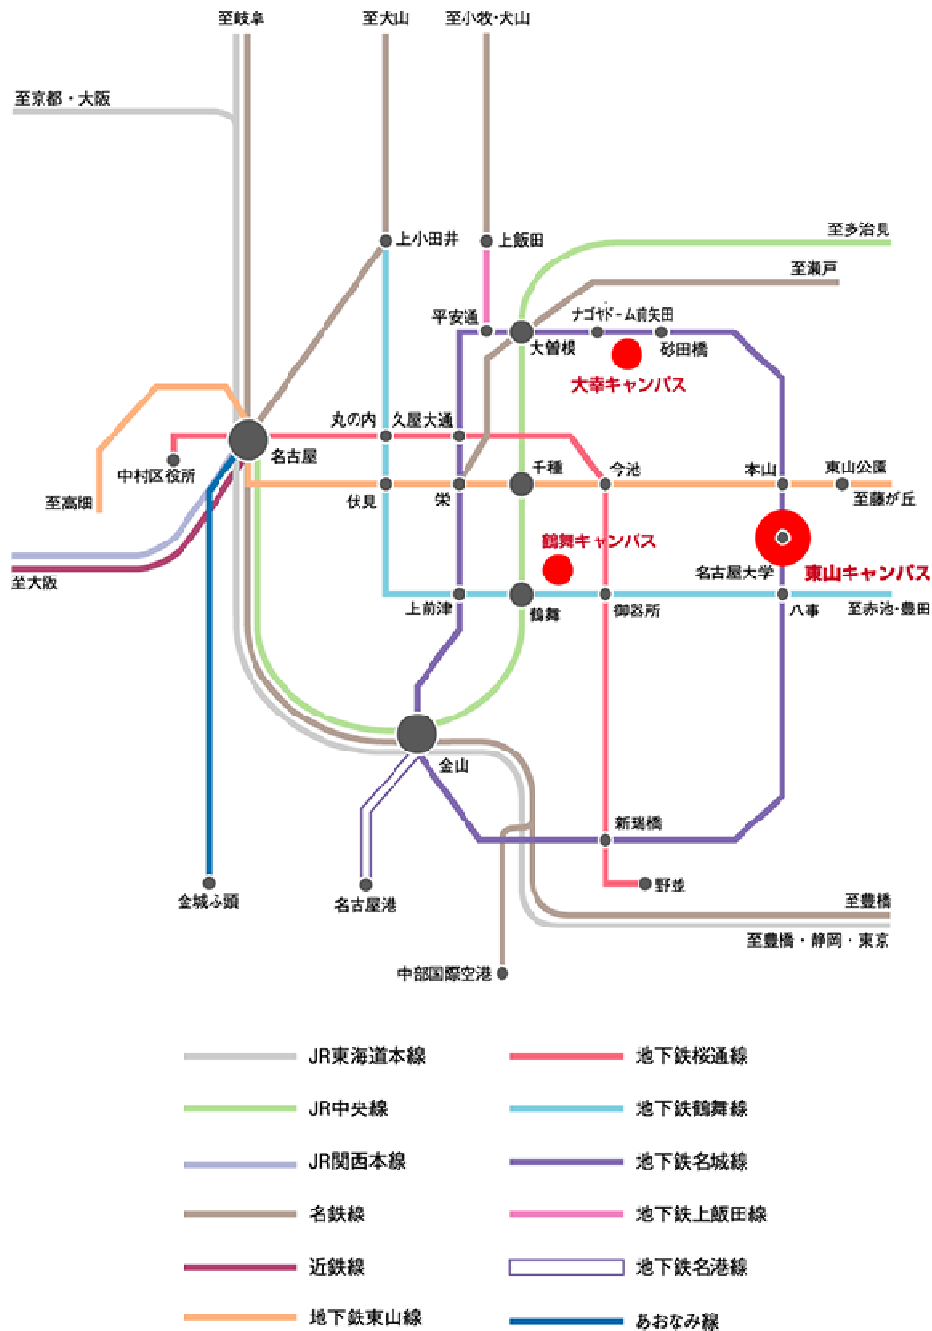 至岐阜
至犬山
至小牧・犬山
至京都・大阪
至多治見
上小田井
上飯田
至瀬戸
平安通
ナゴヤドーム前矢田
大曽根
砂田橋
大幸キャンパス
丸の内
久屋大通
名古屋
中村区役所
千種
今池
本山
東山公園
至高畑
伏見
栄
至藤が丘
鶴舞キャンパス
名古屋大学
東山キャンパス
至大阪
上前津
鶴舞
御器所
八事
至赤池・豊田
金山
新瑞橋
野並
金城ふ頭
名古屋港
至豊橋
至豊橋・静岡・東京
中部国際空港
JR東海道本線
地下鉄桜通線
JR中央線
地下鉄鶴舞線
JR関西本線
地下鉄名城線
名鉄線
地下鉄上飯田線
近鉄線
地下鉄名港線
地下鉄東山線
あおなみ線